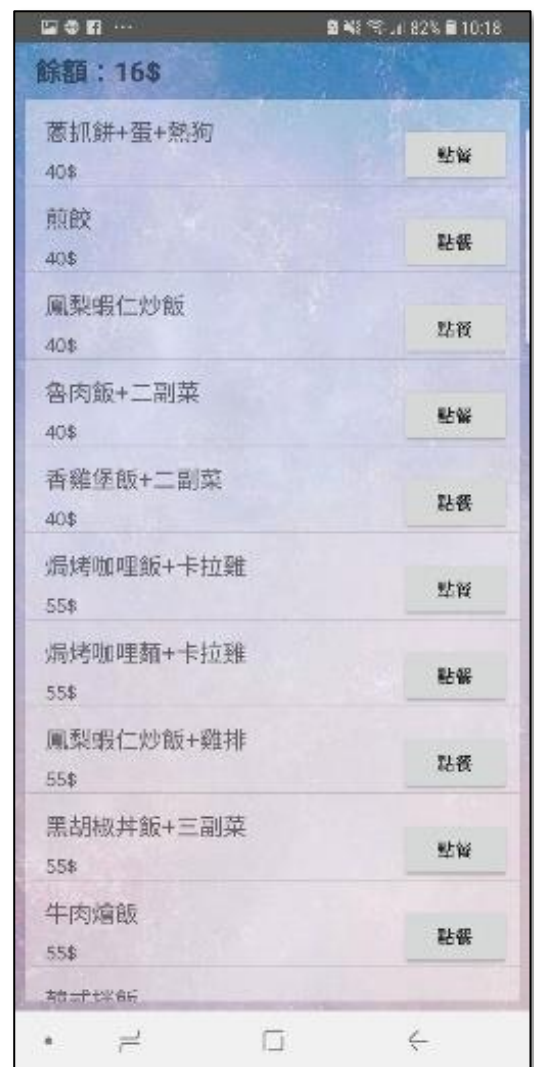 82% 10:18
餘額：16$
蔥抓餅+蛋+熱狗
40$
點餐
煎餃
40$
點餐
鳳梨蝦仁炒飯
40$
點餐
魯肉飯+二副菜
40$
點餐
香雞堡飯+二副菜
40$
點餐
焗烤咖哩飯+卡拉雞
55$
點餐
焗烤咖哩麵+卡拉雞
55$
點餐
鳳梨蝦仁炒飯+雞排
55$
點餐
黑胡椒丼飯+三副菜
55$
點餐
牛肉燴飯
55$
點餐
韓式拌飯